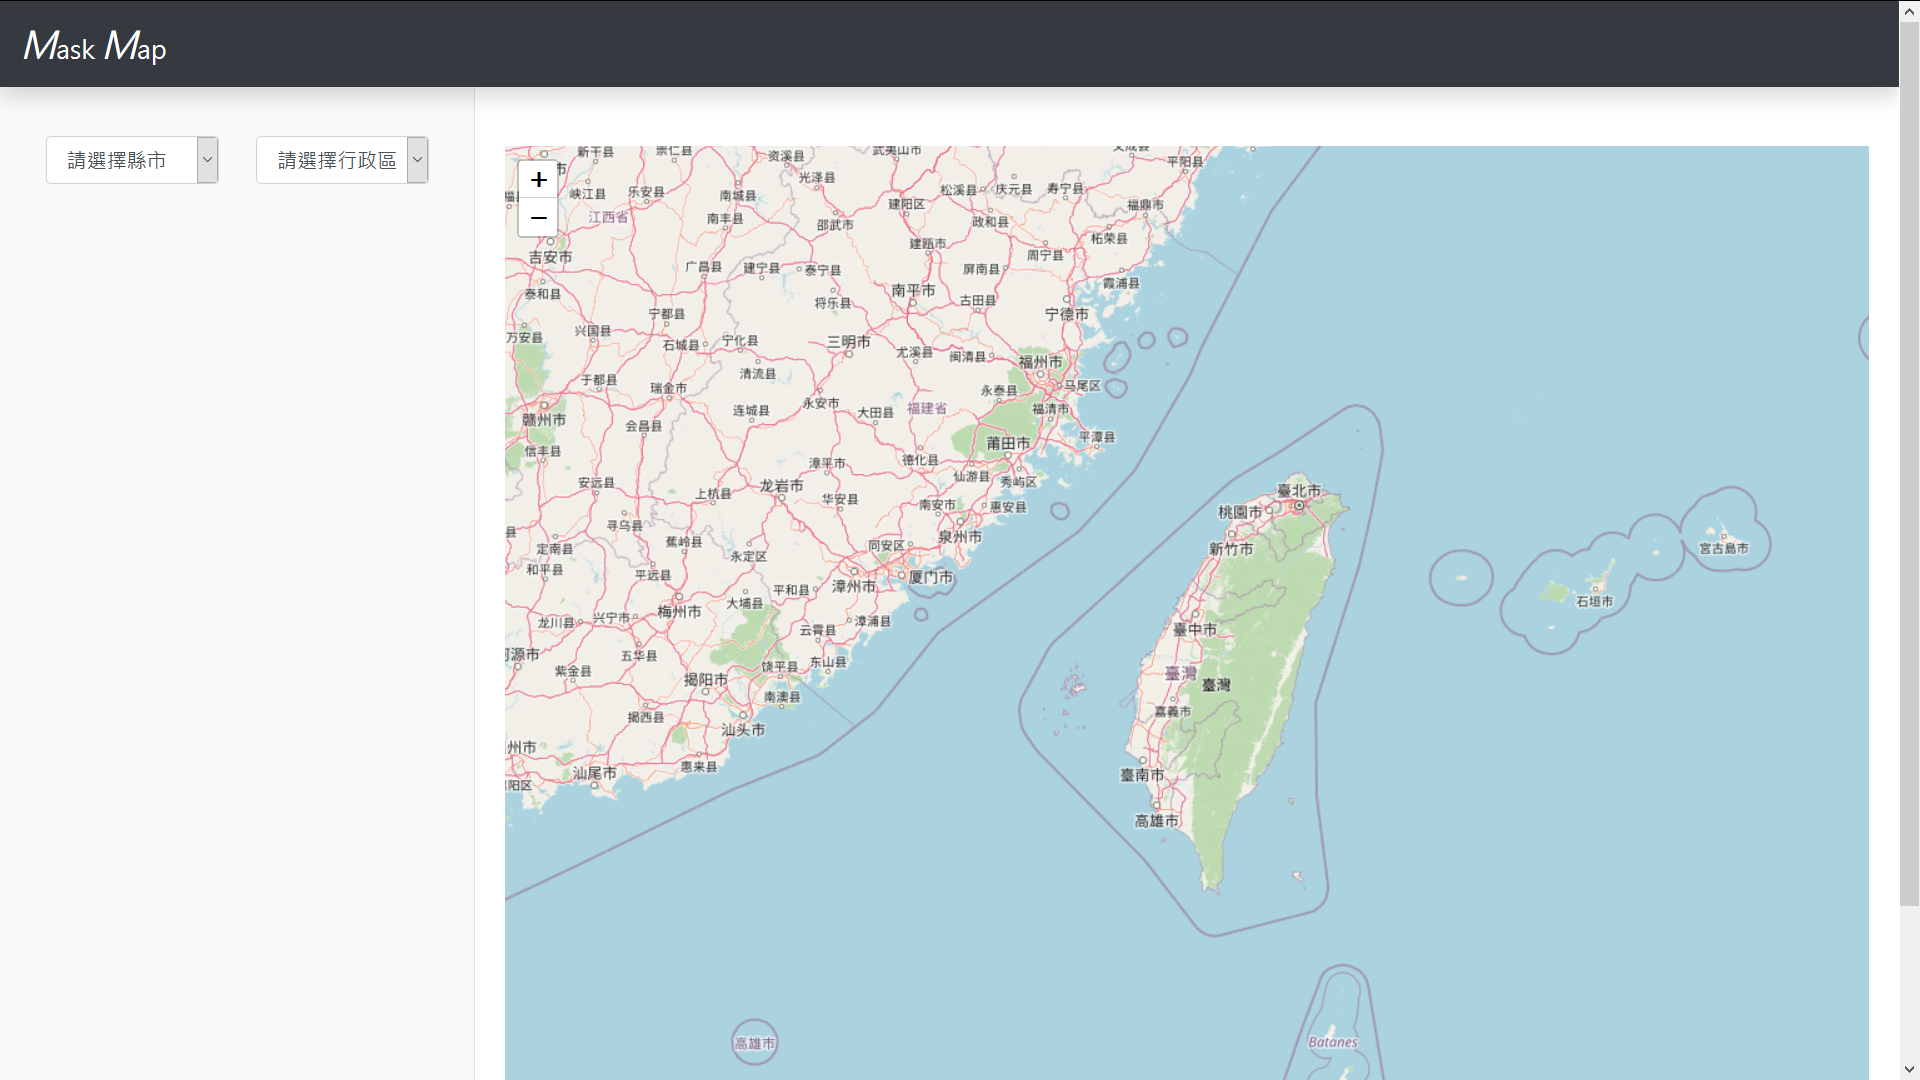 Mask Map
請選擇縣市
請選擇行政區
+
−
新干县
崇仁县
资溪县
武夷山市
平阳县
光泽县
峡江县
乐安县
南城县
松溪县
庆元县
寿宁县
江西省
南丰县
邵武市
建阳区
政和县
福鼎市
建瓯市
柘荣县
吉安市
广昌县
建宁县
泰宁县
屏南县
周宁县
霞浦县
泰和县
将乐县
南平市
古田县
宁德市
宁都县
万安县
兴国县
石城县
宁化县
三明市
尤溪县
闽清县
福州市
于都县
瑞金市
清流县
永泰县
马尾区
赣州市
会昌县
连城县
永安市
大田县
福建省
福清市
信丰县
漳平市
德化县
莆田市
平潭县
安远县
上杭县
龙岩市
华安县
仙游县
秀屿区
南安市
惠安县
臺北市
桃園市
寻乌县
蕉岭县
永定区
同安区
泉州市
新竹市
定南县
宮古島市
和平县
平远县
平和县
漳州市
厦门市
石垣市
龙川县
兴宁市
梅州市
大埔县
云霄县
漳浦县
臺中市
五华县
紫金县
饶平县
东山县
臺灣
臺灣
揭阳市
南澳县
揭西县
嘉義市
汕头市
汕尾市
惠来县
臺南市
高雄市
高雄市
Batanes